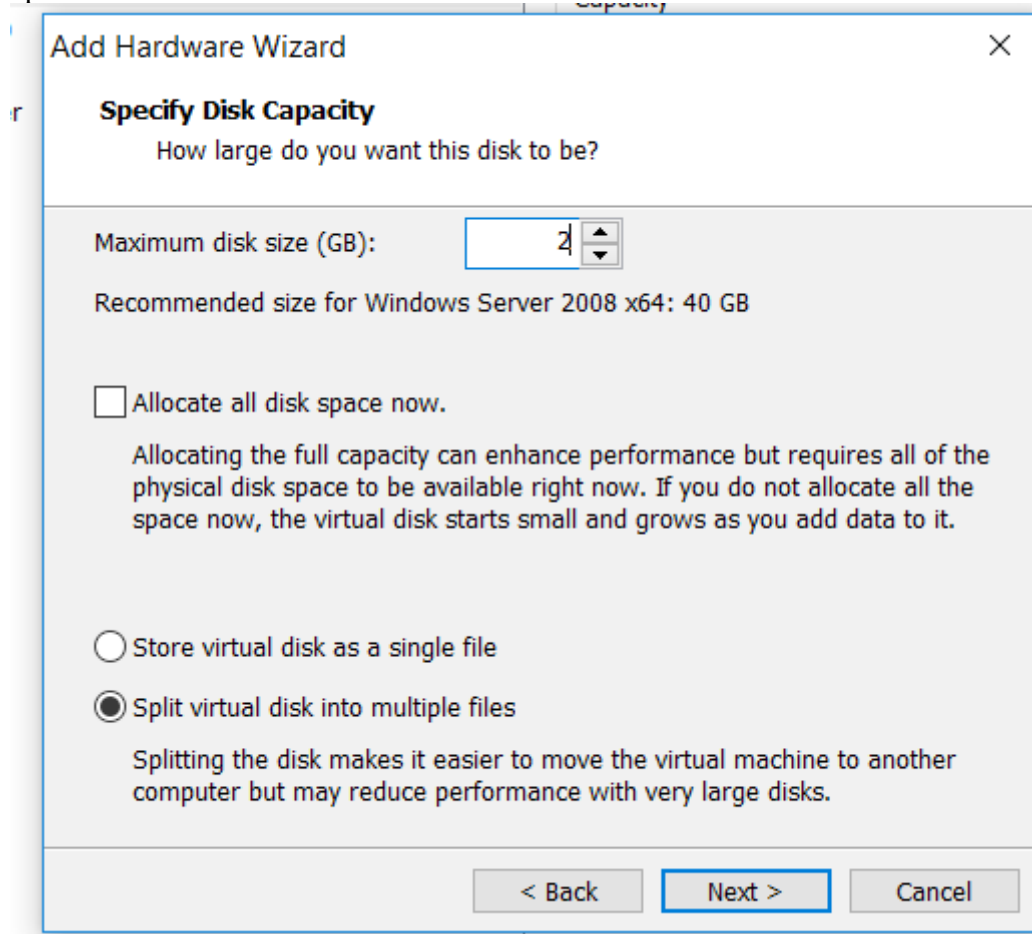 Capacity
Add Hardware Wizard
r
Specify Disk Capacity
How large do you want this disk to be?
Maximum disk size (GB):
2
Recommended size for Windows Server 2008 x64: 40 GB
Allocate all disk space now.
Allocating the full capacity can enhance performance but requires all of the
physical disk space to be available right now. If you do not allocate all the
space now, the virtual disk starts small and grows as you add data to it.
Store virtual disk as a single file
Split virtual disk into multiple files
Splitting the disk makes it easier to move the virtual machine to another
computer but may reduce performance with very large disks.
< Back
Next >
Cancel